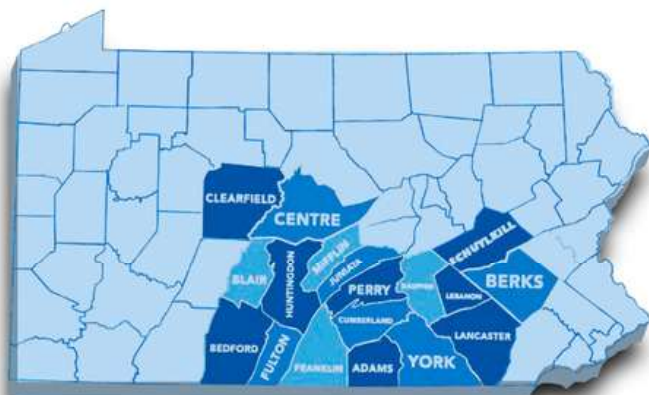 CLEARFIELD
CENTRE
MIFFLIN
SCHUYLKILL
JUNIATA
BLAIR
HUNTINGDON
PERRY
DAUPHIN
BERKS
LEBANON
CUMBERLAND
LANCASTER
BEDFORD
FULTON
FRANKLIN
ADAMS
YORK